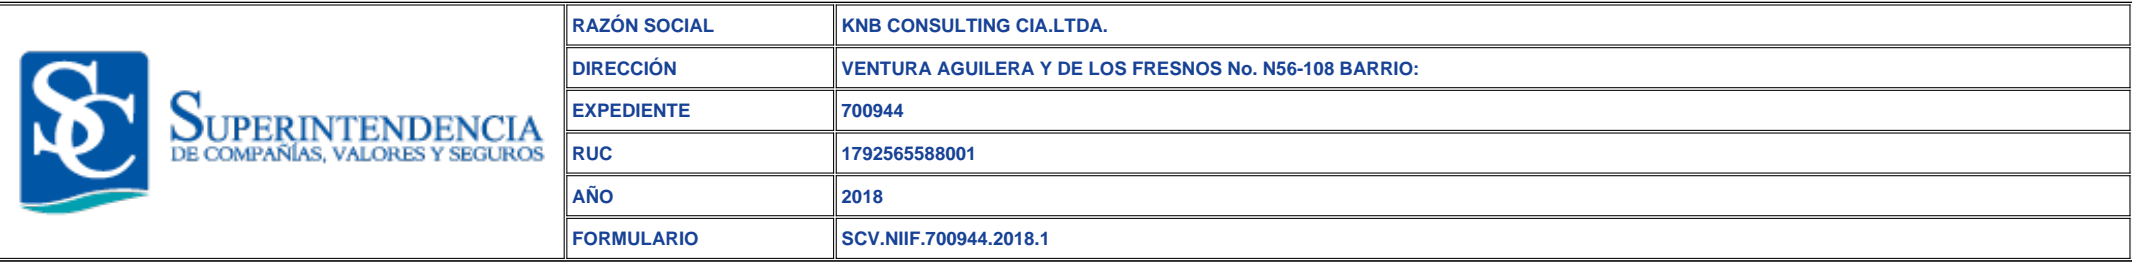 SC
SUPERINTENDENCIA
DE COMPAÑÍAS, VALORES Y SEGUROS
RAZÓN SOCIAL KNB CONSULTING CIA.LTDA.
DIRECCIÓN VENTURA AGUILERA Y DE LOS FRESNOS No. N56-108 BARRIO:
EXPEDIENTE 700944
RUC 1792565588001
AÑO 2018
FORMULARIO SCV.NIIF.700944.2018.1